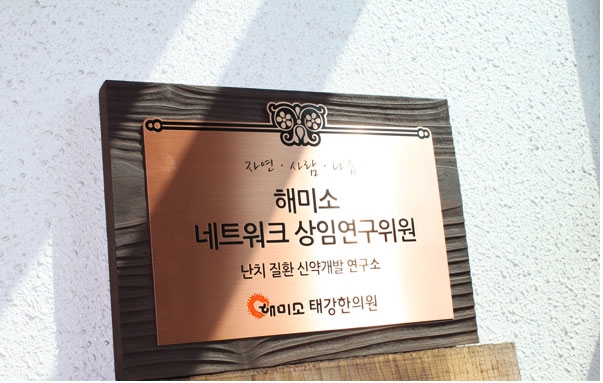 자연·사람·나눔
해미소
네트워크 상임연구위원
난치 질환 신약개발 연구소
해미소 태강한의원